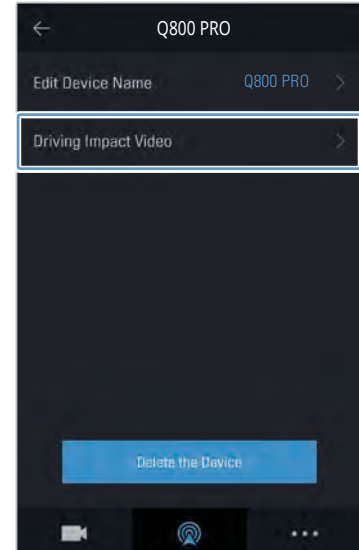 Q800 PRO
Edit Device Name Q800 PRO
Driving Impact Video
Delete the Device